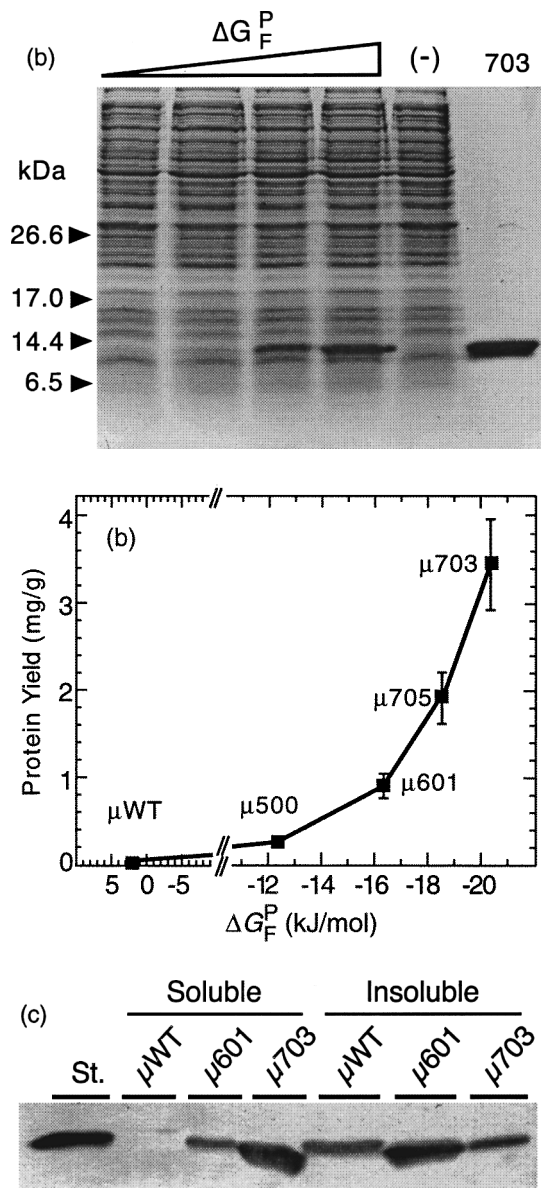 ΔG P F
(b) (-) 703
kDa
26.6
17.0
14.4
6.5
4
3
2
1
0
Protein Yield (mg/g)
(b)
μ703
μ705
μ601
μ500
μWT
5 0 -5 -12 -14 -16 -18 -20
ΔG P F (kJ/mol)
(c)
Soluble Insoluble
St. μWT μ601 μ703 μWT μ601 μ703